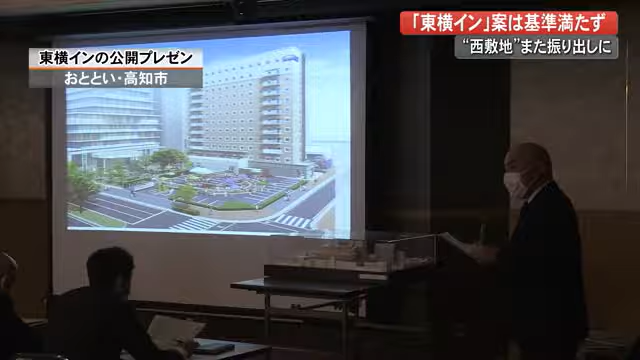 東横インの公開プレゼン
おととい・高知市
「東横イン」案は基準満たず
“西敷地”また振り出しに